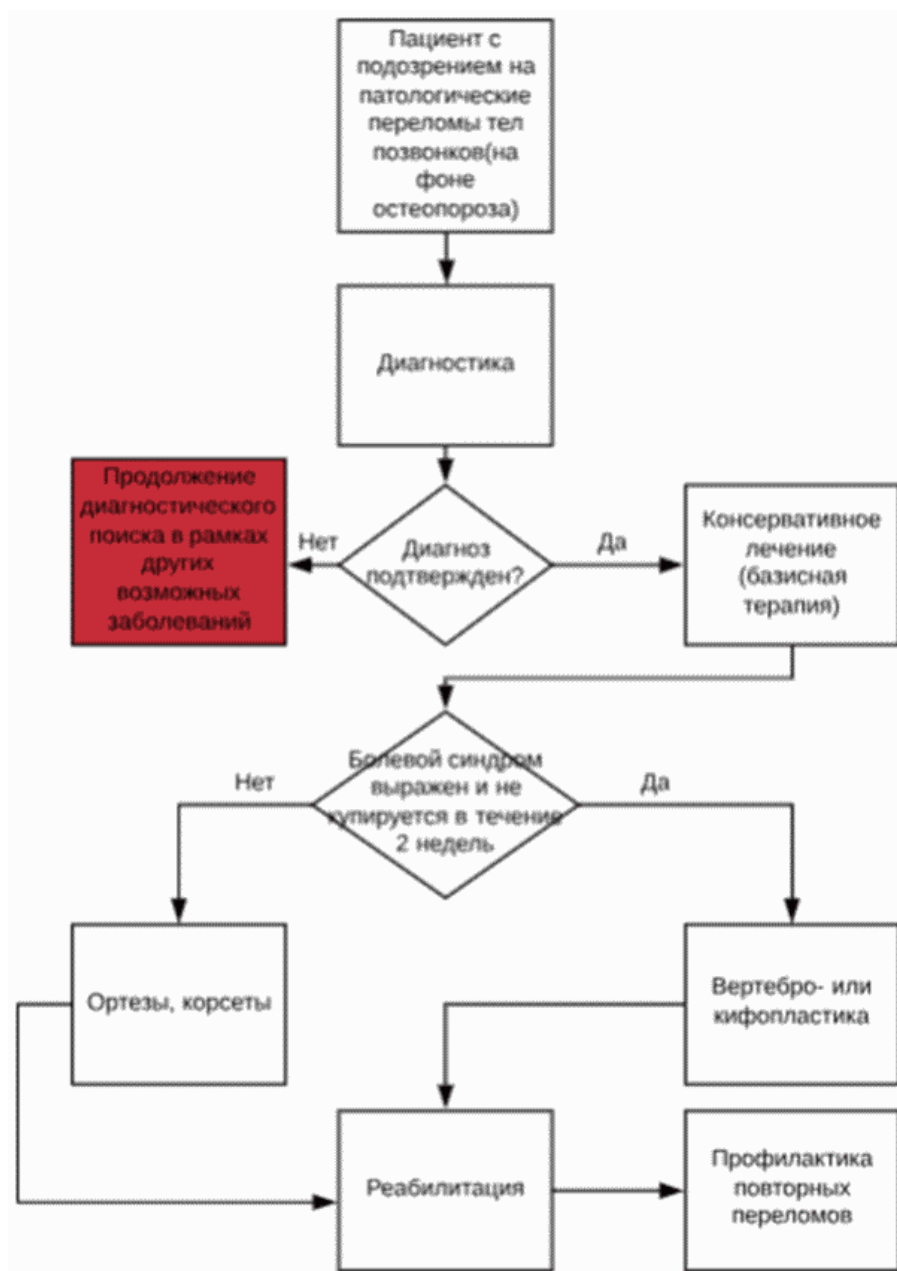 Пациент с
подозрением на
патологические
переломы тел
позвонков(на
фоне
остеопороза)
Диагностика
Продолжение
диагностического
поиска в рамках
других
возможных
заболеваний
Нет
Диагноз
подтвержден?
Да
Консервативное
лечение
(базисная
терапия)
Нет
Болевой синдром
выражен и не
купируется в течение
2 недель
Да
Ортезы, корсеты
Вертебро- или
кифопластика
Реабилитация
Профилактика
повторных
переломов